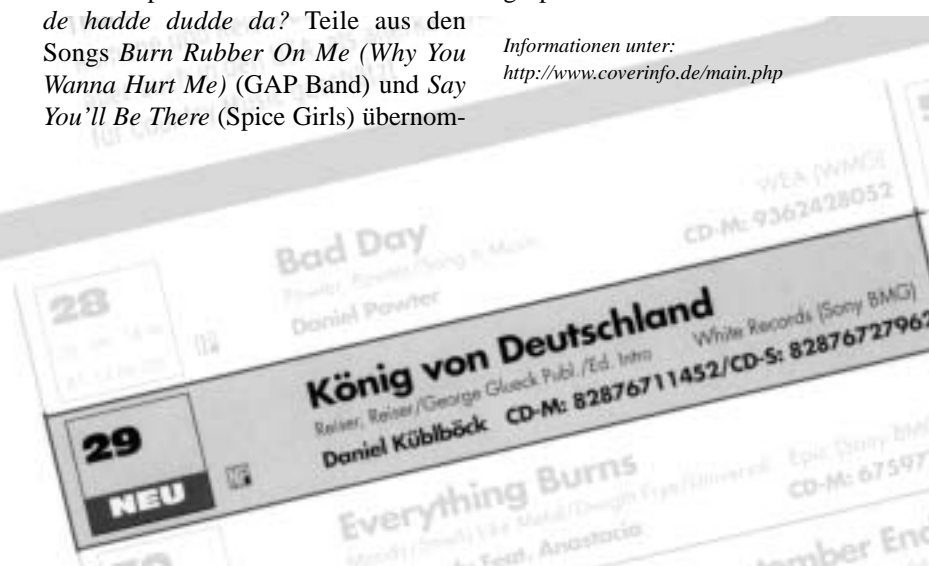 de hadde dudde da? Teile aus den
Songs Burn Rubber On Me (Why You
Wanna Hurt Me) (GAP Band) und Say
You'll Be There (Spice Girls) übernom-
Informationen unter:
http://www.coverinfo.de/main.php
WEA (WMG)
28
Bad Day
CD-M: 9362428052
Daniel Powter
29
NEU
König von Deutschland
Reiser, Reiser/George Glueck Publ./Ed. Intro
White Records (Sony BMG)
Daniel Küblböck CD-M: 82876711452/CD-S: 82876727962
Everything Burns
CD-M: 67597
Feat. Anastacia